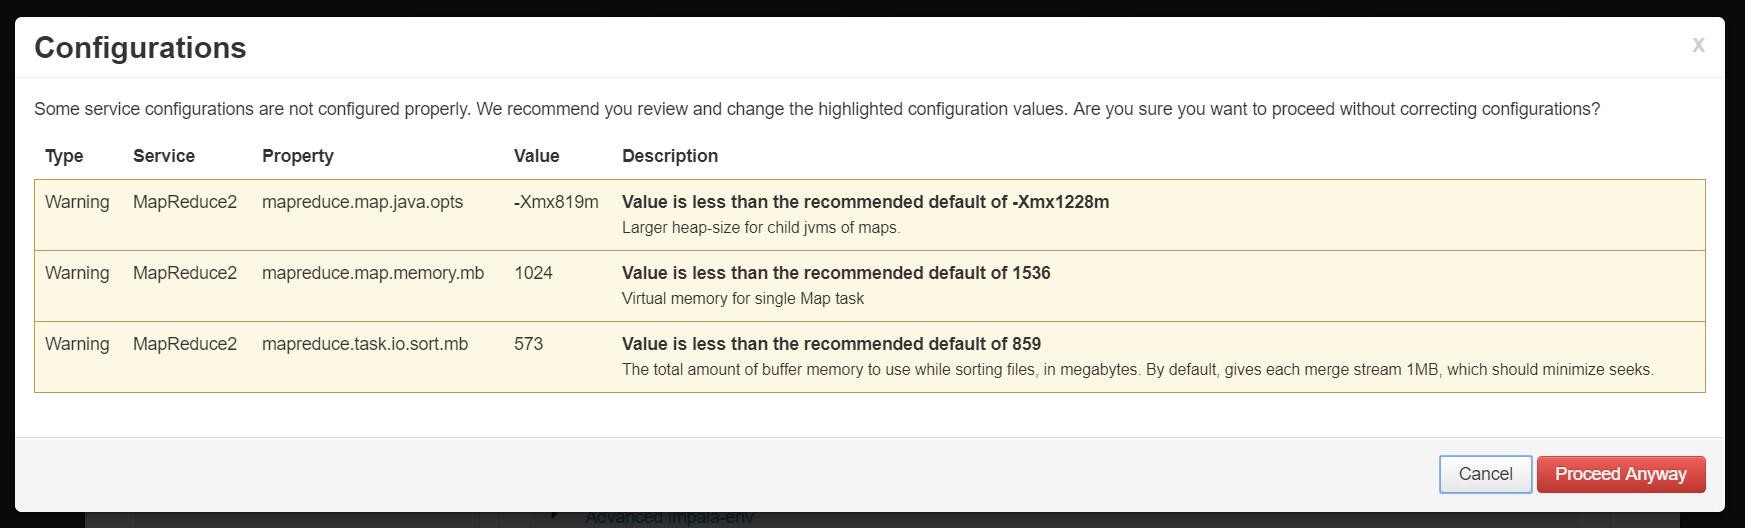 Configurations
x
Some service configurations are not configured properly. We recommend you review and change the highlighted configuration values. Are you sure you want to proceed without correcting configurations?
Type Service Property Value Description
Warning MapReduce2 mapreduce.map.java.opts -Xmx819m Value is less than the recommended default of -Xmx1228m
Larger heap-size for child jvms of maps.
Warning MapReduce2 mapreduce.map.memory.mb 1024 Value is less than the recommended default of 1536
Virtual memory for single Map task
Warning MapReduce2 mapreduce.task.io.sort.mb 573 Value is less than the recommended default of 859
The total amount of buffer memory to use while sorting files, in megabytes. By default, gives each merge stream 1MB, which should minimize seeks.
Cancel Proceed Anyway
Advanced impala-env